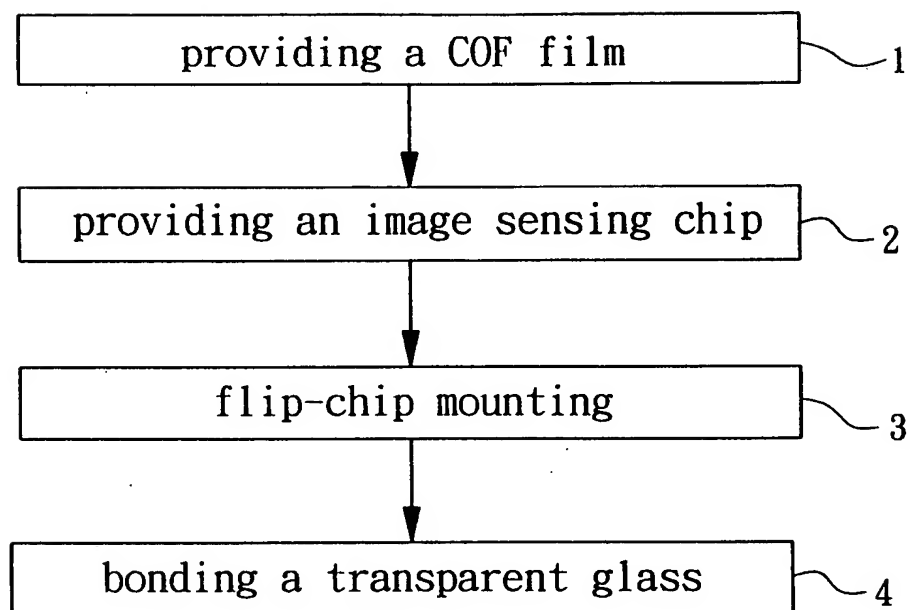 providing a COF film
1
providing an image sensing chip
2
flip-chip mounting
3
bonding a transparent glass
4